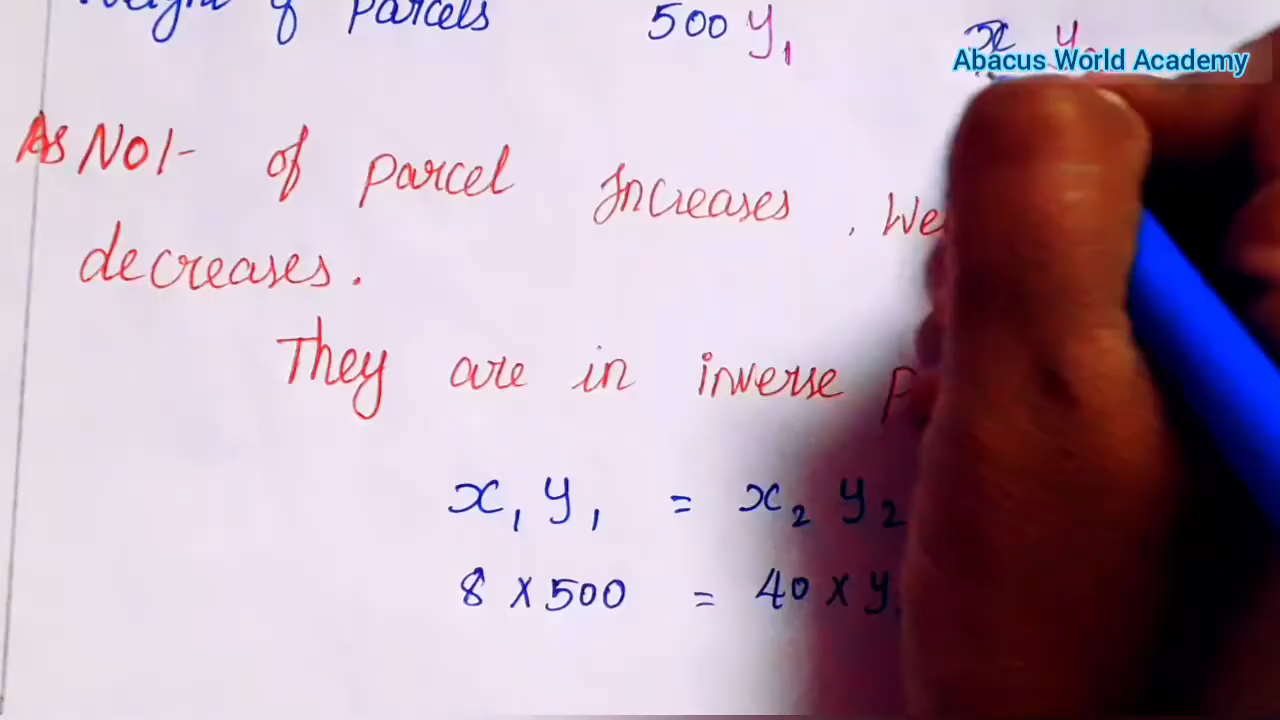 of Parcels 500 y₁ x y
Abacus World Academy
As No/- of parcel Increases, We
decreases.
They are in inverse P
x₁ y₁ = x₂ y₂
8 x 500 = 40 x y